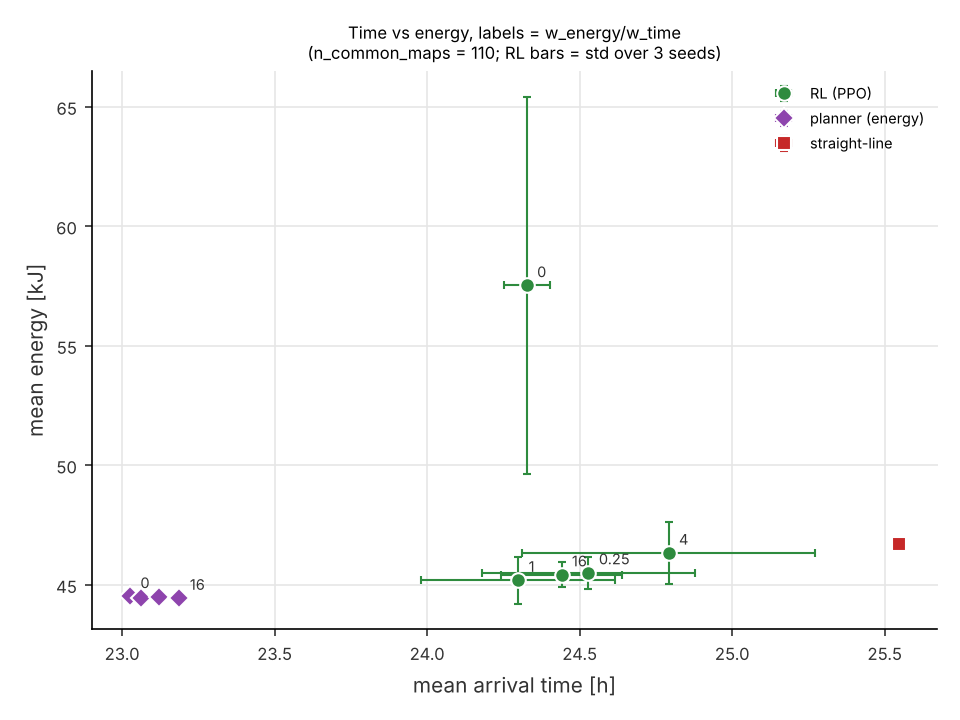 Time vs energy, labels = w_energy/w_time
(n_common_maps = 110; RL bars = std over 3 seeds)
RL (PPO)
planner (energy)
straight-line
mean energy [kJ]
65
60
55
50
45
0
4
0.25
16
1
0
16
23.0
23.5
24.0
24.5
25.0
25.5
mean arrival time [h]